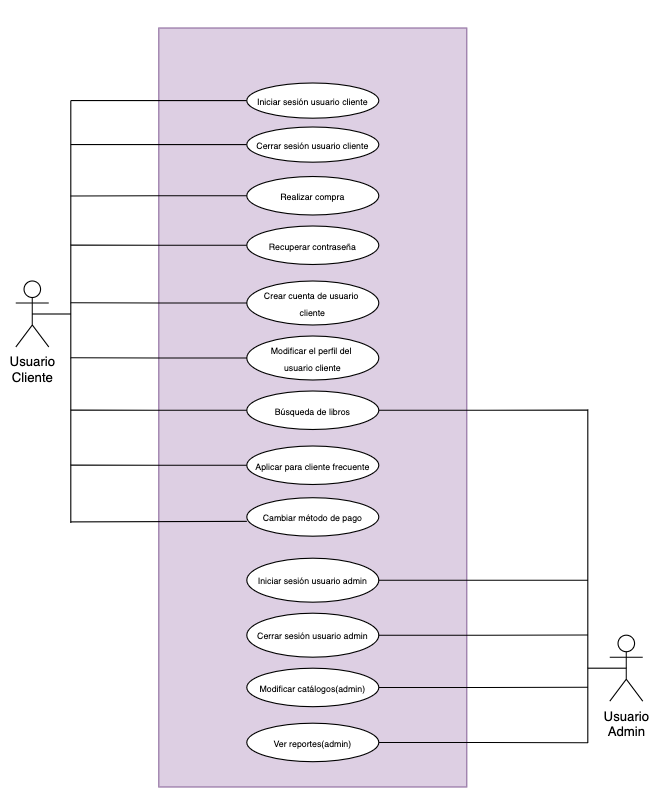 Iniciar sesión usuario cliente
Cerrar sesión usuario cliente
Realizar compra
Recuperar contraseña
Crear cuenta de usuario
cliente
Modificar el perfil del
usuario cliente
Usuario
Cliente
Búsqueda de libros
Aplicar para cliente frecuente
Cambiar método de pago
Iniciar sesión usuario admin
Cerrar sesión usuario admin
Modificar catálogos(admin)
Usuario
Admin
Ver reportes(admin)